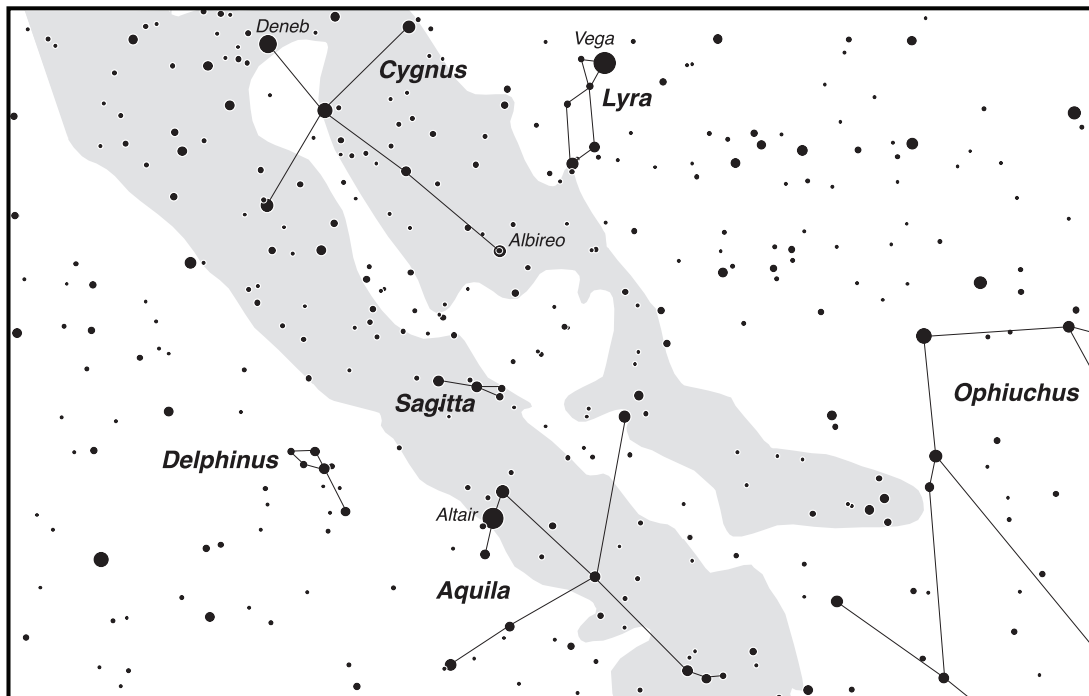 Deneb
Vega
Cygnus
Lyra
Albireo
Sagitta
Ophiuchus
Delphinus
Altair
Aquila